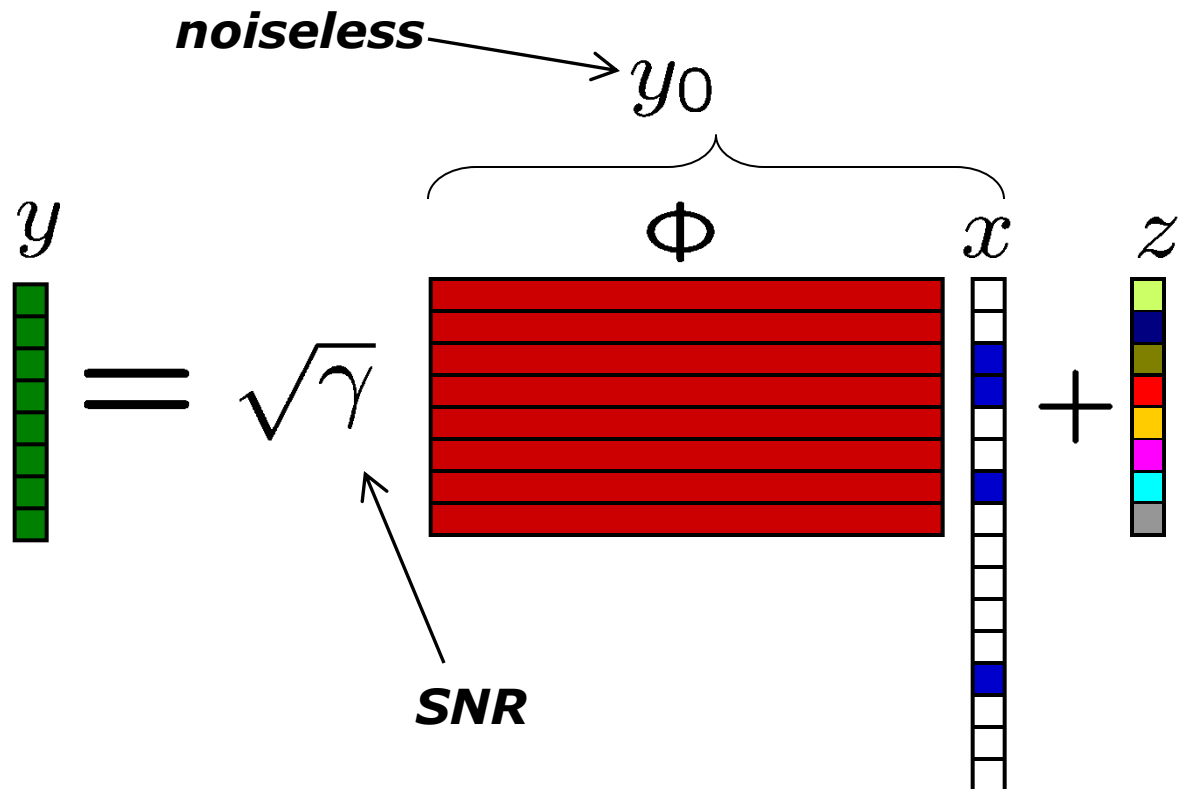 noiseless
y₀
y = √γ Φ x + z
SNR